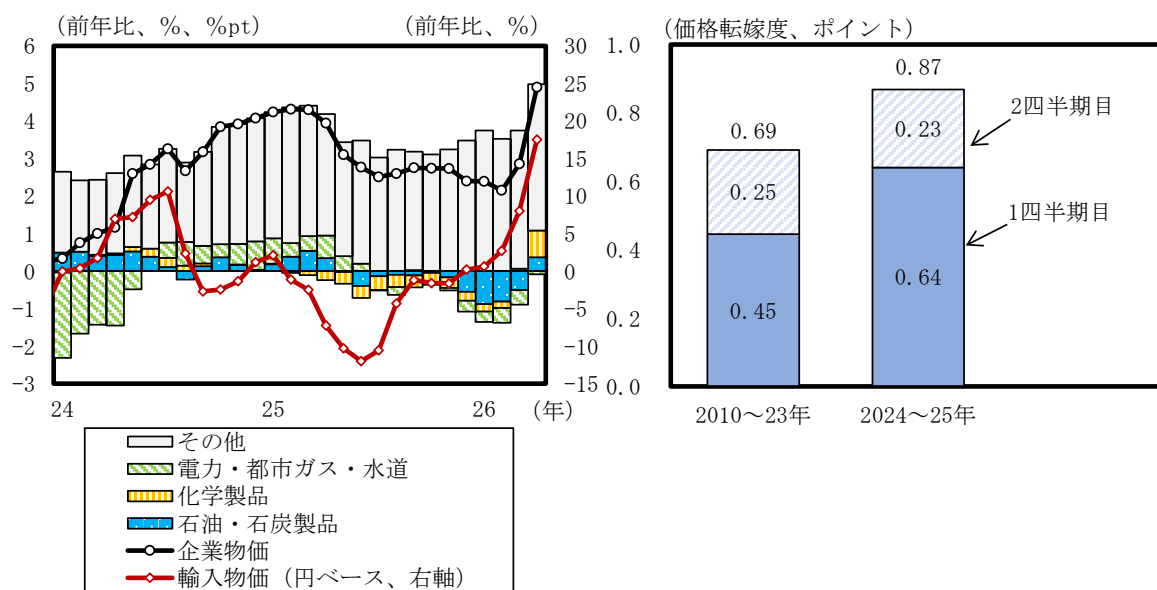 (前年比、％、％pt)
(前年比、％)
6
5
4
3
2
1
0
−1
−2
−3
30
25
20
15
10
5
0
−5
−10
−15
24
25
26
(年)
その他
電力・都市ガス・水道
化学製品
石油・石炭製品
企業物価
輸入物価（円ベース、右軸）
(価格転嫁度、ポイント)
1.0
0.8
0.6
0.4
0.2
0.0
0.69
0.25
0.45
0.87
0.23
0.64
2四半期目
1四半期目
2010～23年
2024～25年